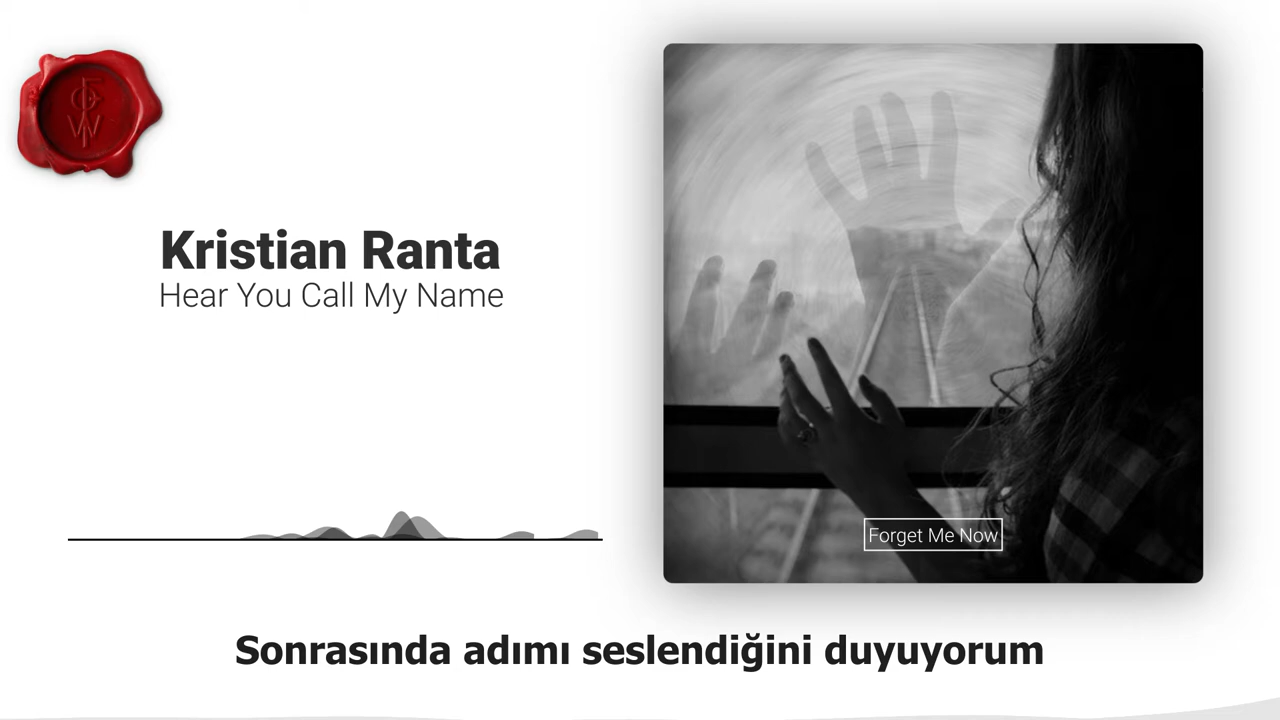 Kristian Ranta
Hear You Call My Name
Forget Me Now
Sonrasında adımı seslendiğini duyuyorum